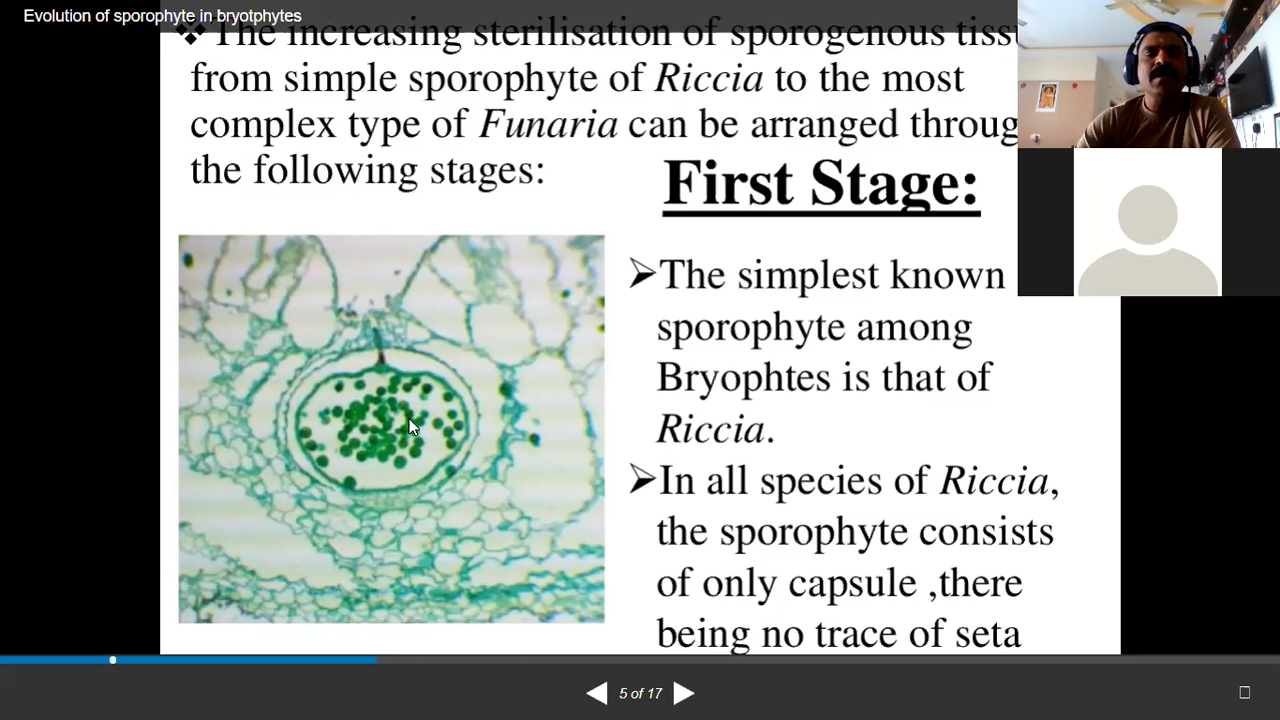 Evolution of sporophyte in bryotphytes
❖The increasing sterilisation of sporogenous tiss
from simple sporophyte of Riccia to the most
complex type of Funaria can be arranged throug
the following stages:
First Stage:
➢The simplest known
sporophyte among
Bryophtes is that of
Riccia.
➢In all species of Riccia,
the sporophyte consists
of only capsule ,there
being no trace of seta
5 of 17